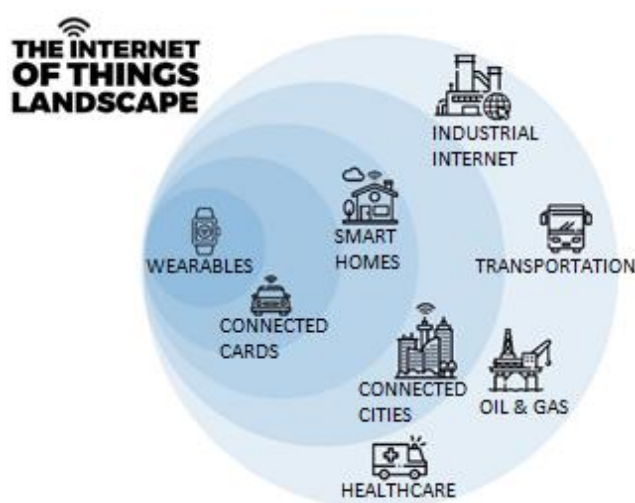 THE INTERNET
OF THINGS
LANDSCAPE
INDUSTRIAL
INTERNET
SMART
HOMES
WEARABLES
TRANSPORTATION
CONNECTED
CARDS
CONNECTED
CITIES
OIL & GAS
HEALTHCARE